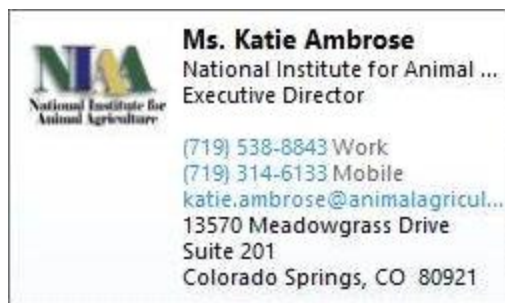 NIAA
National Institute for
Animal Agriculture
Ms. Katie Ambrose
National Institute for Animal ...
Executive Director
(719) 538-8843 Work
(719) 314-6133 Mobile
katie.ambrose@animalagricul...
13570 Meadowgrass Drive
Suite 201
Colorado Springs, CO 80921